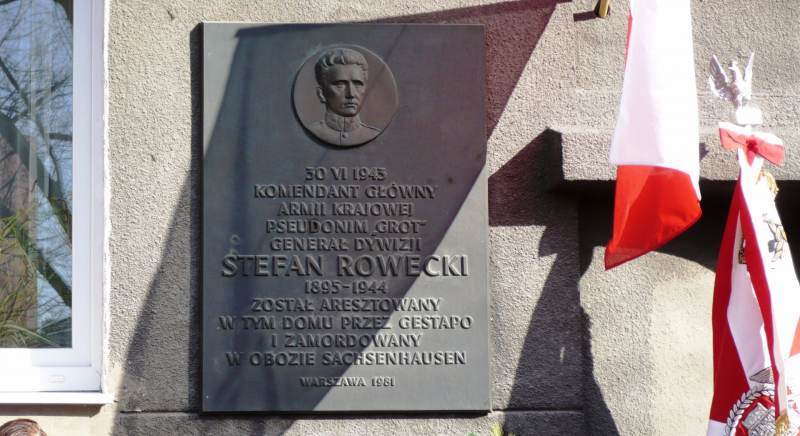 30 VI 1943
KOMENDANT GŁÓWNY
ARMII KRAJOWEJ
PSEUDONIM „GROT”
GENERAŁ DYWIZJI
STEFAN ROWECKI
1895-1944
ZOSTAŁ ARESZTOWANY
W TYM DOMU PRZEZ GESTAPO
I ZAMORDOWANY
W OBOZIE SACHSENHAUSEN
WARSZAWA 1981